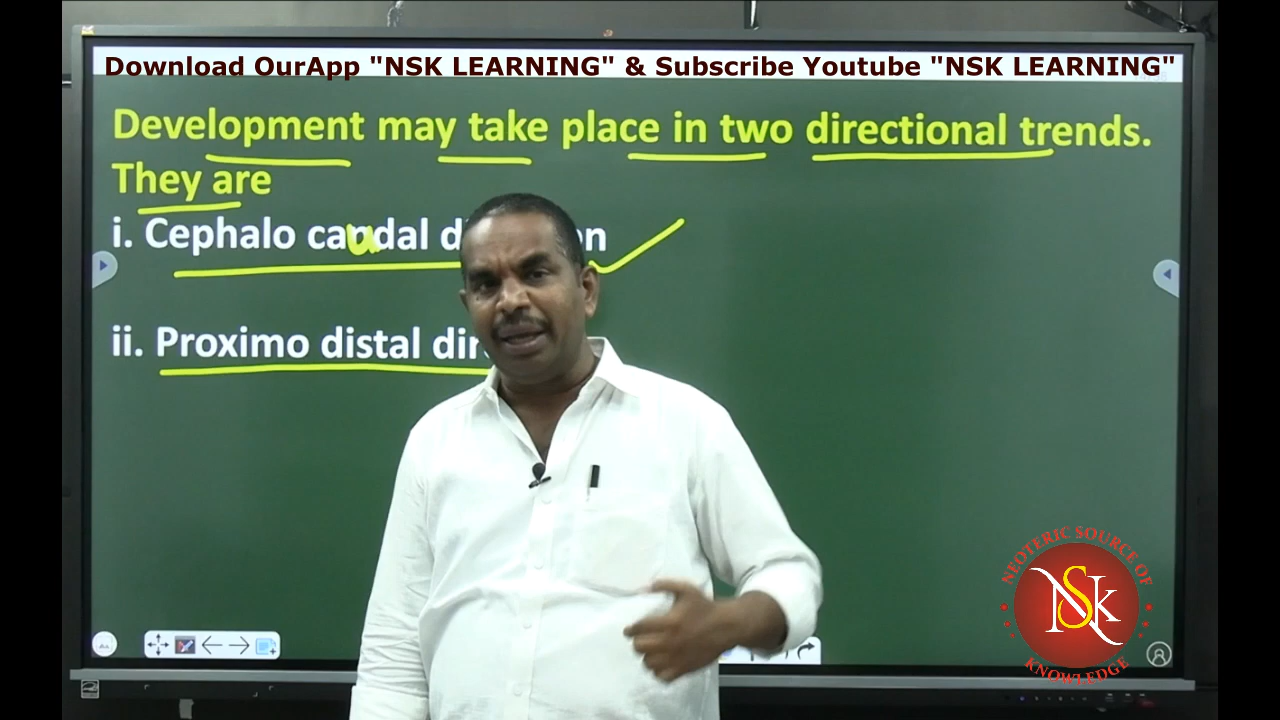 Download OurApp "NSK LEARNING" & Subscribe Youtube "NSK LEARNING"
Development may take place in two directional trends.
They are
i. Cephalo caudal
ii. Proximo distal
NEOTERIC SOURCE OF
NSK
KNOWLEDGE